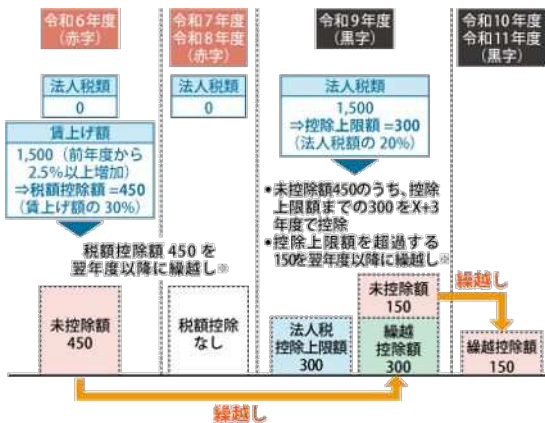 令和6年度
(赤字)
令和7年度
令和8年度
(赤字)
令和9年度
(黒字)
令和10年度
令和11年度
(黒字)
法人税類
0
法人税類
0
法人税類
1,500
⇒控除上限額=300
(法人税額の20%)
賃上げ額
1,500(前年度から
2.5%以上増加)
⇒税額控除額=450
(賃上げ額の30%)
•未控除額450のうち、控除
上限額までの300をX+3
年度で控除
•控除上限額を超過する
150を翌年度以降に繰越し※
税額控除額450を
翌年度以降に繰越し※
繰越し
未控除額
450
税額控除
なし
法人税
控除上限額
300
未控除額
150
繰越
控除額
300
繰越控除額
150
繰越し